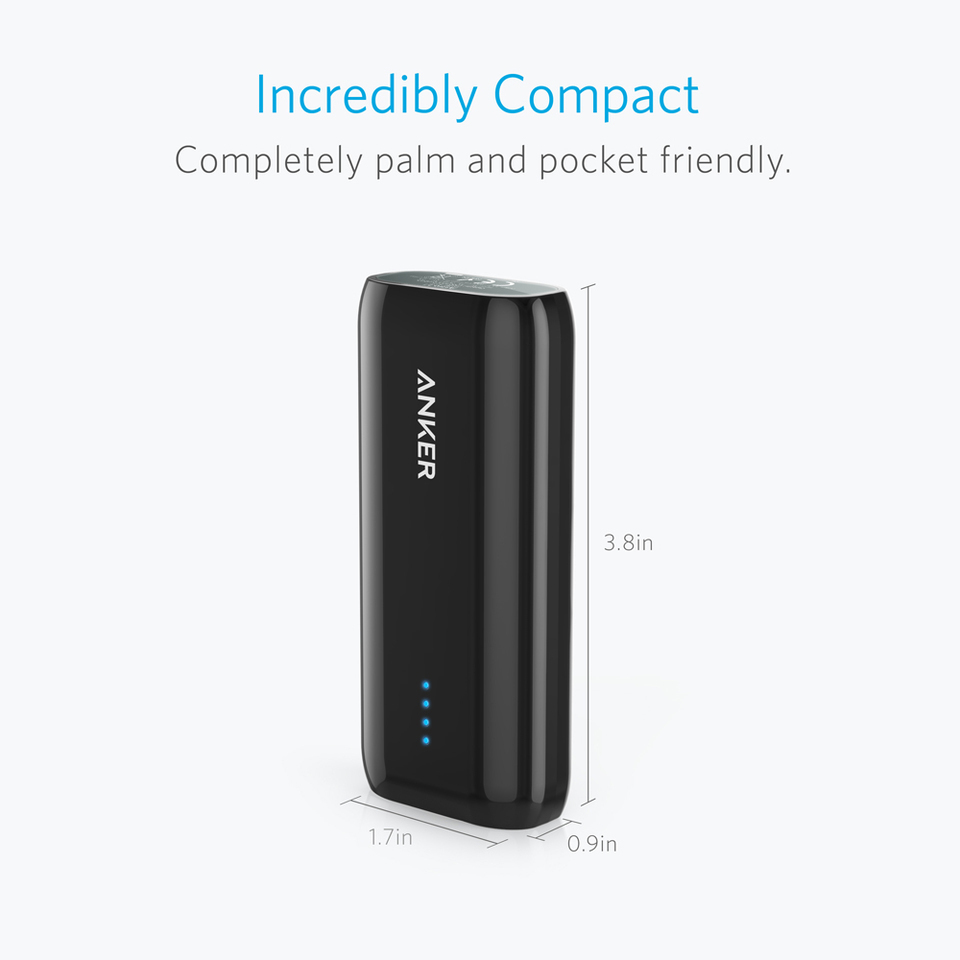 Incredibly Compact
Completely palm and pocket friendly.
ANKER
3.8in
1.7in
0.9in